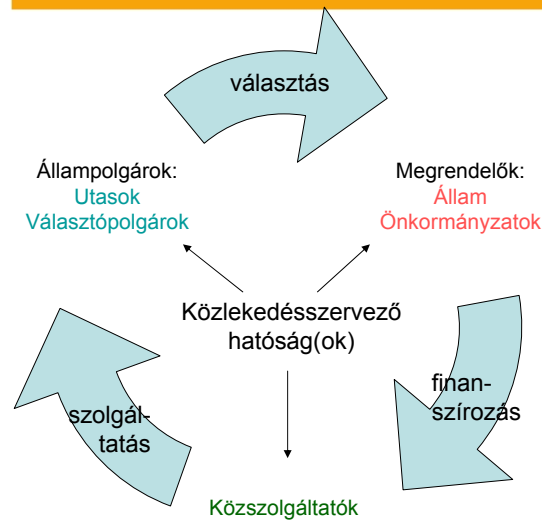 választás
Állampolgárok:
Utasok
Választópolgárok
Megrendelők:
Állam
Önkormányzatok
Közlekedésszervező
hatóság(ok)
szolgál-
tatás
finan-
szírozás
Közszolgáltatók